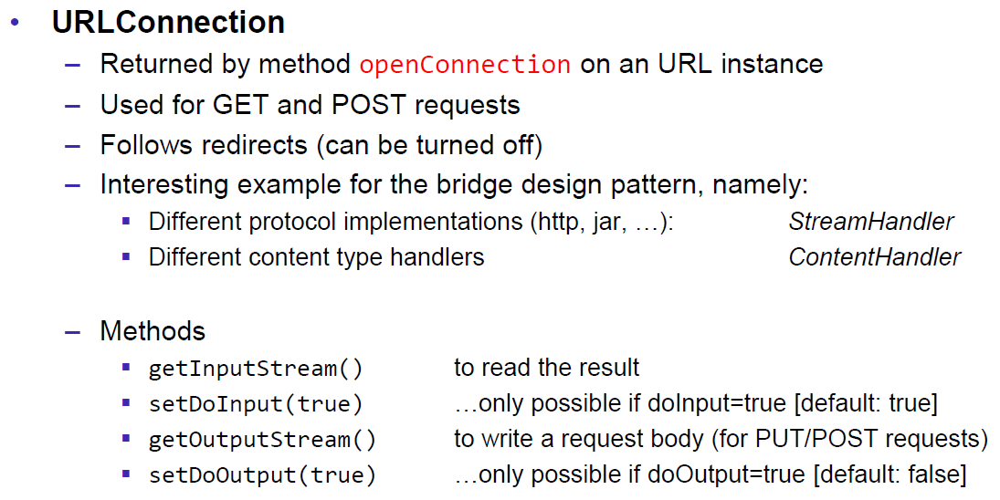 • URLConnection
– Returned by method openConnection on an URL instance
– Used for GET and POST requests
– Follows redirects (can be turned off)
– Interesting example for the bridge design pattern, namely:
▪ Different protocol implementations (http, jar, …): StreamHandler
▪ Different content type handlers ContentHandler
– Methods
▪ getInputStream() to read the result
▪ setDoInput(true) …only possible if doInput=true [default: true]
▪ getOutputStream() to write a request body (for PUT/POST requests)
▪ setDoOutput(true) …only possible if doOutput=true [default: false]